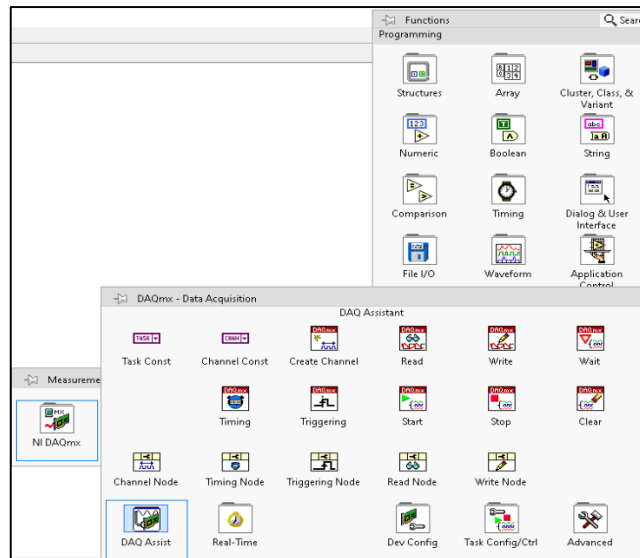 Functions
Sear
Programming
Structures
Array
Cluster, Class, &
Variant
Numeric
Boolean
String
Comparison
Timing
Dialog & User
Interface
File I/O
Waveform
Application
Control
DAQmx - Data Acquisition
DAQ Assistant
Task Const
Channel Const
Create Channel
Read
Write
Wait
Measureme
NI DAQmx
Timing
Triggering
Start
Stop
Clear
Channel Node
Timing Node
Triggering Node
Read Node
Write Node
DAQ Assist
Real-Time
Dev Config
Task Config/Ctrl
Advanced